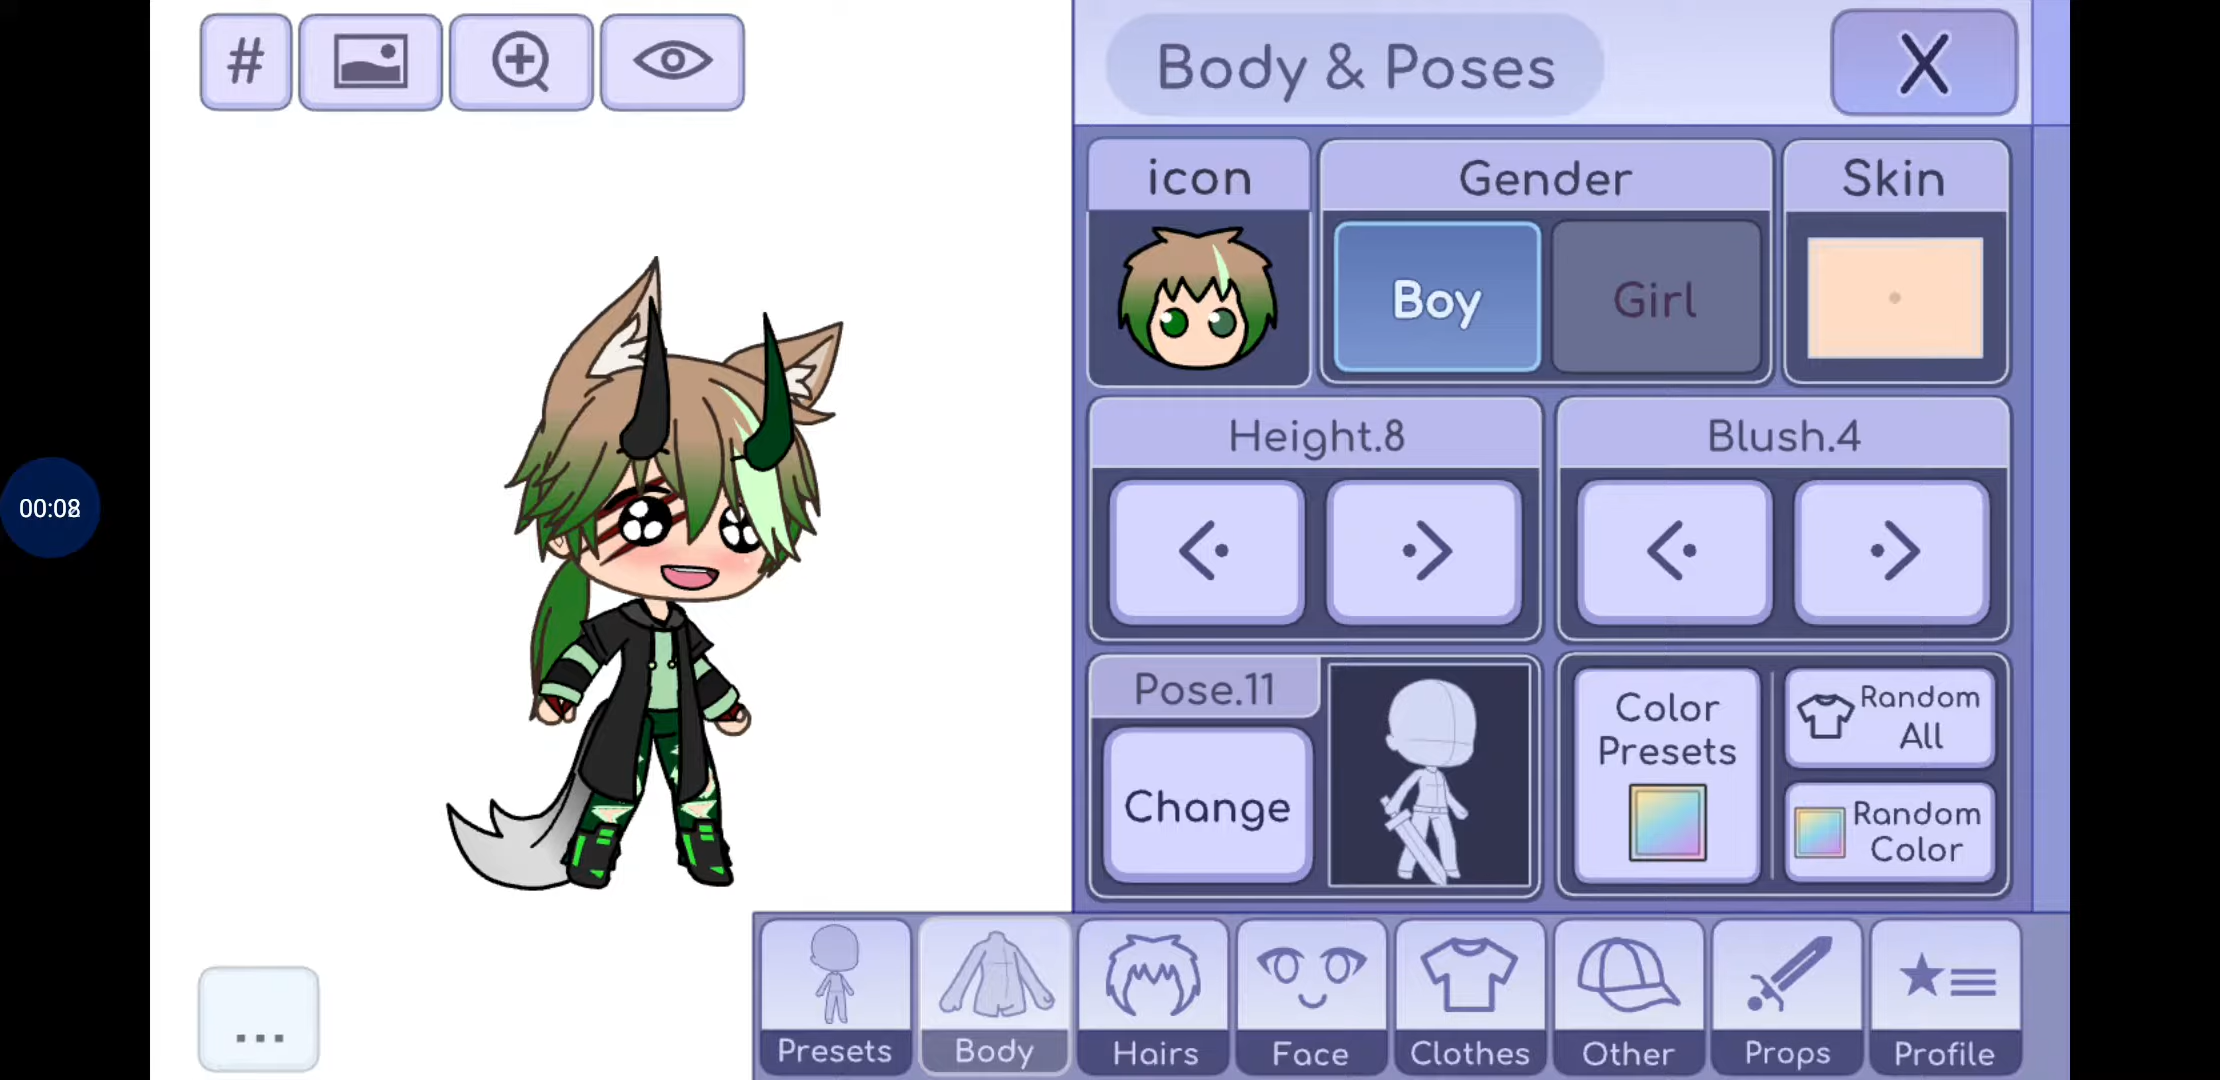 #
Body & Poses
X
icon
Gender
Skin
Boy
Girl
Height.8
Blush.4
00:08
Pose.11
Change
Color
Presets
Random
All
Random
Color
...
Presets
Body
Hairs
Face
Clothes
Other
Props
Profile